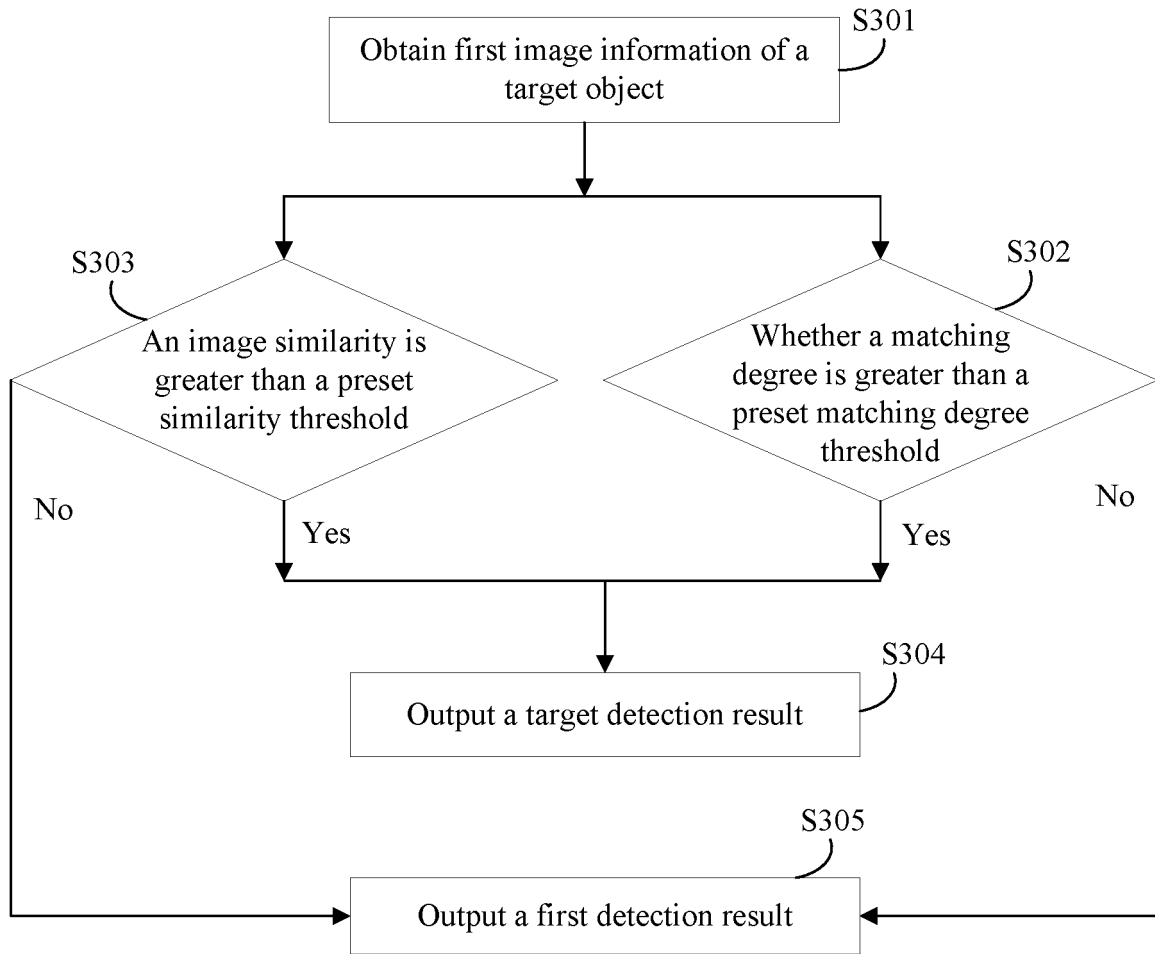 S301
Obtain first image information of a
target object
S303
An image similarity is
greater than a preset
similarity threshold
S302
Whether a matching
degree is greater than a
preset matching degree
threshold
No
Yes
Yes
No
S304
Output a target detection result
S305
Output a first detection result